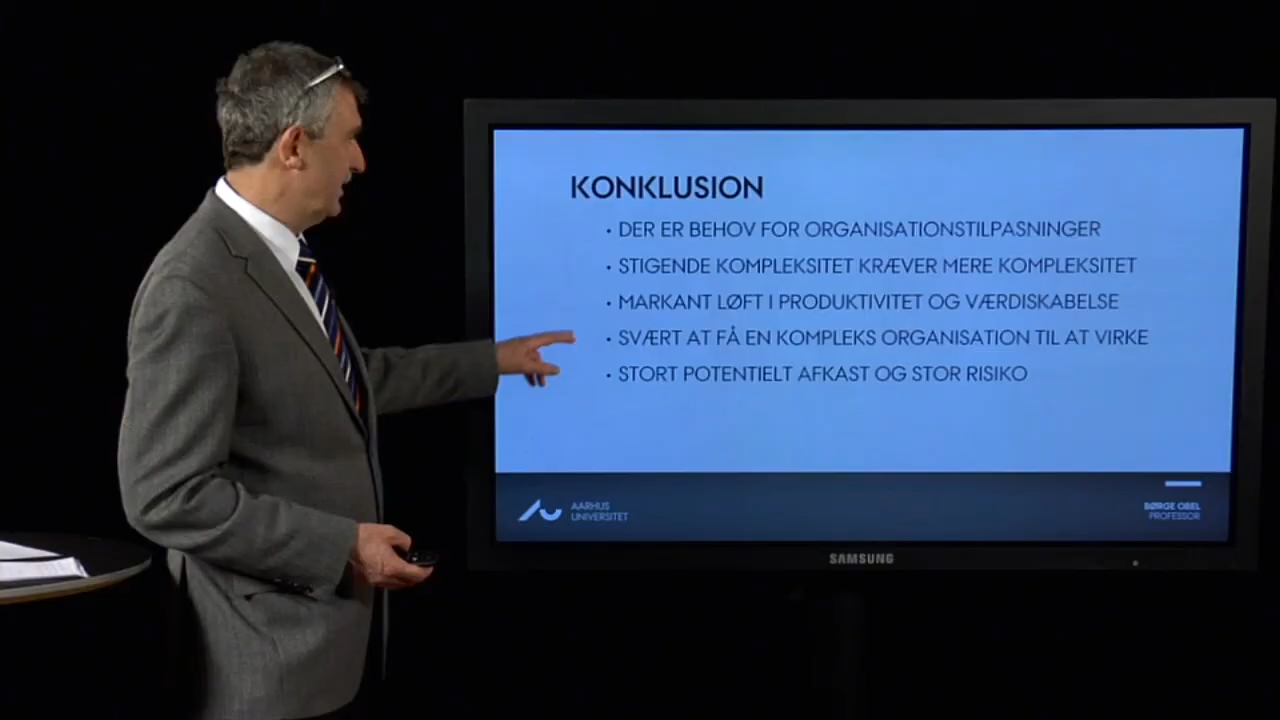 KONKLUSION
• DER ER BEHOV FOR ORGANISATIONSTILPASNINGER
• STIGENDE KOMPLEKSITET KRÆVER MERE KOMPLEKSITET
• MARKANT LØFT I PRODUKTIVITET OG VÆRDISKABELSE
• SVÆRT AT FÅ EN KOMPLEKS ORGANISATION TIL AT VIRKE
• STORT POTENTIELT AFKAST OG STOR RISIKO
AARHUS
UNIVERSITET
BØRGE OBEL
PROFESSOR
SAMSUNG